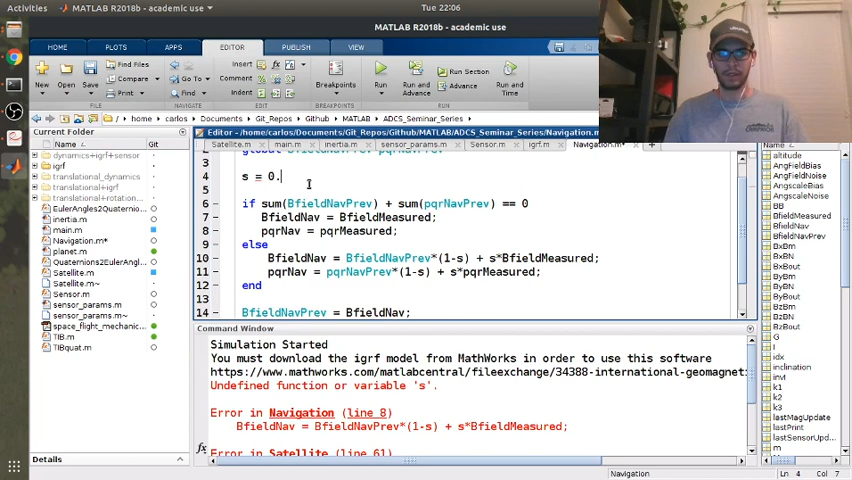 Activities
MATLAB R2018b - academic use
Tue 22:06
MATLAB R2018b - academic use
HOME
PLOTS
APPS
EDITOR
PUBLISH
VIEW
New
Open
Save
Find Files
Compare
Print
Go To
Find
Insert
Comment
Indent
Breakpoints
Run
Run and
Advance
Run Section
Advance
Run and
Time
FILE
NAVIGATE
EDIT
BREAKPOINTS
RUN
/ home carlos Documents Git_Repos Github MATLAB ADCS_Seminar_Series
Current Folder
Name
Git
dynamics+igrf+sensor
igrf
translational_dynamics
translational+igrf
EulerAngles2Quaternion
inertia.m
main.m
Navigation.m*
planet.m
Quaternions2EulerAngl
Satellite.m
Satellite.m~
Sensor.m
sensor_params.m
sensor_params.m~
space_flight_mechanic
TIB.m
TIBquat.m
Details
Editor - /home/carlos/Documents/Git_Repos/Github/MATLAB/ADCS_Seminar_Series/Navigation.m
Satellite.m
main.m
inertia.m
sensor_params.m
Sensor.m
igrf.m
Navigation.m*
2 global BfieldNavPrev pqrNavPrev
3
4 s = 0.
5
6 if sum(BfieldNavPrev) + sum(pqrNavPrev) == 0
7 BfieldNav = BfieldMeasured;
8 pqrNav = pqrMeasured;
9 else
10 BfieldNav = BfieldNavPrev*(1-s) + s*BfieldMeasured;
11 pqrNav = pqrNavPrev*(1-s) + s*pqrMeasured;
12 end
13
14 BfieldNavPrev = BfieldNav;
Command Window
Simulation Started
You must download the igrf model from MathWorks in order to use this software
https://www.mathworks.com/matlabcentral/fileexchange/34388-international-geomagnet
Undefined function or variable 's'.
Error in Navigation (line 8)
BfieldNav = BfieldNavPrev*(1-s) + s*BfieldMeasured;
Error in Satellite (line 61)
fx
Name
altitude
AngFieldBias
AngFieldNoise
AngscaleBias
BB
BfieldMeasured
BfieldNav
BfieldNavPrev
BxBm
BxBN
BxBout
ByBm
ByBN
ByBout
BzBm
BzBN
BzBout
G
I
idx
inclination
invI
k1
k2
k3
lastMagUpdate
lastPrint
lastSensorUpd...
m
Navigation
Ln 4
Col 7